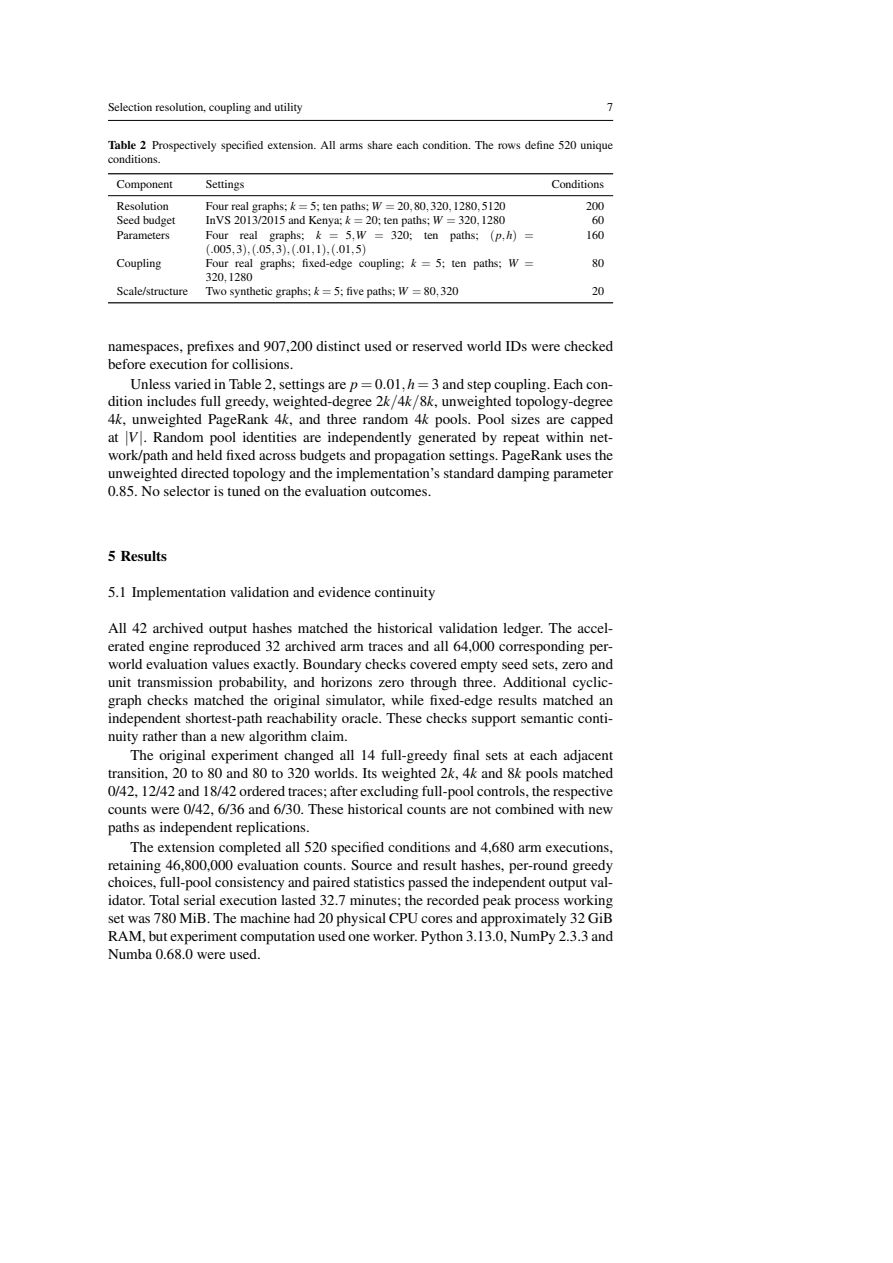 Selection resolution, coupling and utility 7
Table 2 Prospectively specified extension. All arms share each condition. The rows define 520 unique
conditions.
Component Settings Conditions
Resolution Four real graphs; k = 5; ten paths; W = 20,80,320,1280,5120 200
Seed budget InVS 2013/2015 and Kenya; k = 20; ten paths; W = 320,1280 60
Parameters Four real graphs; k = 5,W = 320; ten paths; (p,h) = 160
(.005,3),(.05,3),(.01,1),(.01,5)
Coupling Four real graphs; fixed-edge coupling; k = 5; ten paths; W = 80
320,1280
Scale/structure Two synthetic graphs; k = 5; five paths; W = 80,320 20
namespaces, prefixes and 907,200 distinct used or reserved world IDs were checked
before execution for collisions.
Unless varied in Table 2, settings are p = 0.01,h = 3 and step coupling. Each con-
dition includes full greedy, weighted-degree 2k/4k/8k, unweighted topology-degree
4k, unweighted PageRank 4k, and three random 4k pools. Pool sizes are capped
at |V|. Random pool identities are independently generated by repeat within net-
work/path and held fixed across budgets and propagation settings. PageRank uses the
unweighted directed topology and the implementation's standard damping parameter
0.85. No selector is tuned on the evaluation outcomes.
5 Results
5.1 Implementation validation and evidence continuity
All 42 archived output hashes matched the historical validation ledger. The accel-
erated engine reproduced 32 archived arm traces and all 64,000 corresponding per-
world evaluation values exactly. Boundary checks covered empty seed sets, zero and
unit transmission probability, and horizons zero through three. Additional cyclic-
graph checks matched the original simulator, while fixed-edge results matched an
independent shortest-path reachability oracle. These checks support semantic conti-
nuity rather than a new algorithm claim.
The original experiment changed all 14 full-greedy final sets at each adjacent
transition, 20 to 80 and 80 to 320 worlds. Its weighted 2k, 4k and 8k pools matched
0/42, 12/42 and 18/42 ordered traces; after excluding full-pool controls, the respective
counts were 0/42, 6/36 and 6/30. These historical counts are not combined with new
paths as independent replications.
The extension completed all 520 specified conditions and 4,680 arm executions,
retaining 46,800,000 evaluation counts. Source and result hashes, per-round greedy
choices, full-pool consistency and paired statistics passed the independent output val-
idator. Total serial execution lasted 32.7 minutes; the recorded peak process working
set was 780 MiB. The machine had 20 physical CPU cores and approximately 32 GiB
RAM, but experiment computation used one worker. Python 3.13.0, NumPy 2.3.3 and
Numba 0.68.0 were used.